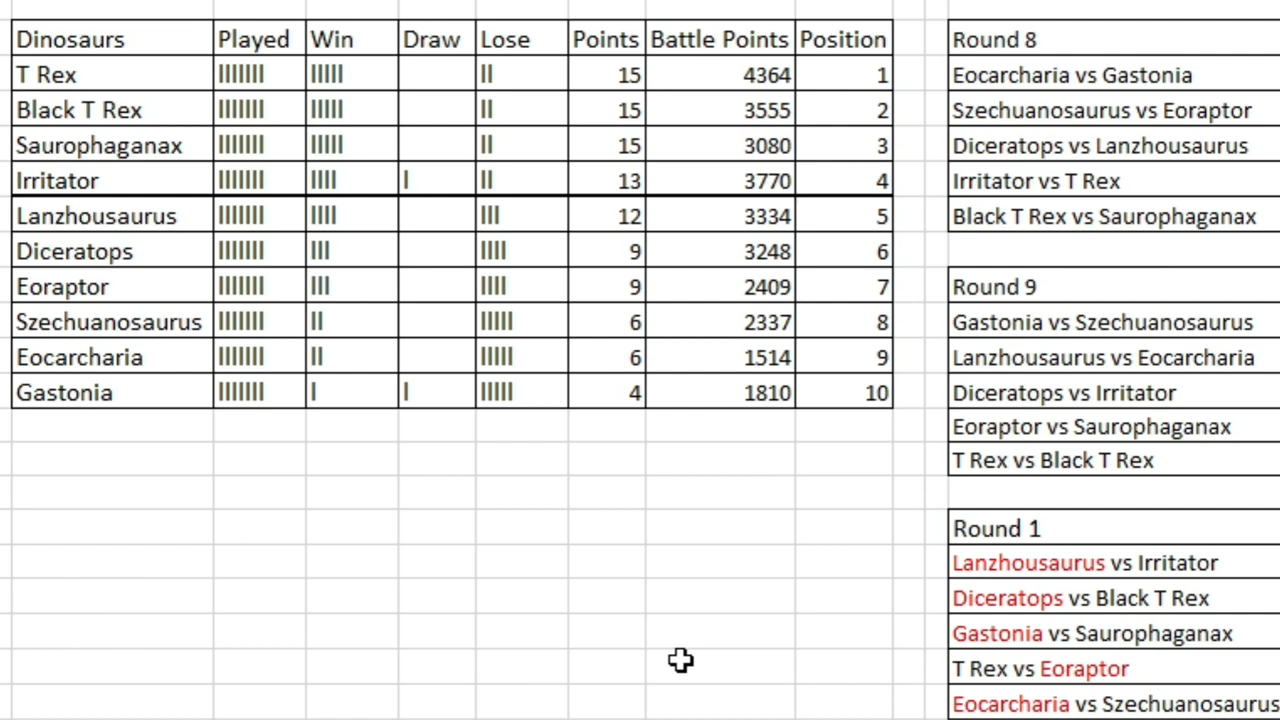 Dinosaurs Played Win Draw Lose Points Battle Points Position
T Rex IIIIIII IIIII II 15 4364 1
Black T Rex IIIIIII IIIII II 15 3555 2
Saurophaganax IIIIIII IIIII II 15 3080 3
Irritator IIIIIII IIII I II 13 3770 4
Lanzhousaurus IIIIIII IIII III 12 3334 5
Diceratops IIIIIII III IIII 9 3248 6
Eoraptor IIIIIII III IIII 9 2409 7
Szechuanosaurus IIIIIII II IIIII 6 2337 8
Eocarcharia IIIIIII II IIIII 6 1514 9
Gastonia IIIIIII I I IIIII 4 1810 10
Round 8
Eocarcharia vs Gastonia
Szechuanosaurus vs Eoraptor
Diceratops vs Lanzhousaurus
Irritator vs T Rex
Black T Rex vs Saurophaganax
Round 9
Gastonia vs Szechuanosaurus
Lanzhousaurus vs Eocarcharia
Diceratops vs Irritator
Eoraptor vs Saurophaganax
T Rex vs Black T Rex
Round 1
Lanzhousaurus vs Irritator
Diceratops vs Black T Rex
Gastonia vs Saurophaganax
T Rex vs Eoraptor
Eocarcharia vs Szechuanosaurus